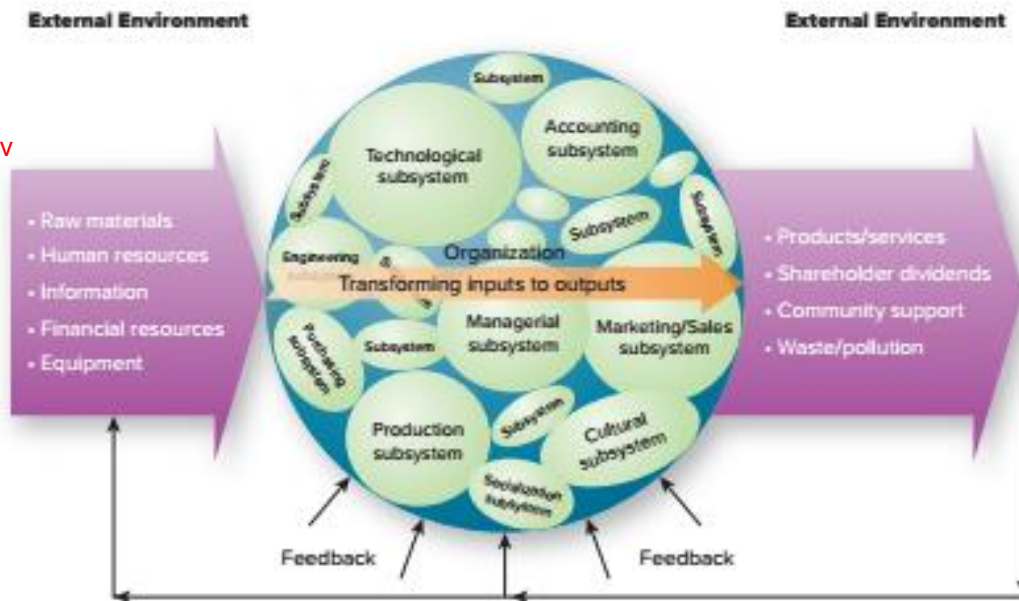 External Environment
External Environment
v
• Raw materials
• Human resources
• Information
• Financial resources
• Equipment
Subsystem
Technological
subsystem
Accounting
subsystem
Subsystem
Subsystem
Subsystem
Engineering
Organization
Transforming inputs to outputs
Purchasing
subsystem
Subsystem
Managerial
subsystem
Marketing/Sales
subsystem
Production
subsystem
Subsystem
Cultural
subsystem
Socialization
subsystem
• Products/services
• Shareholder dividends
• Community support
• Waste/pollution
Feedback
Feedback